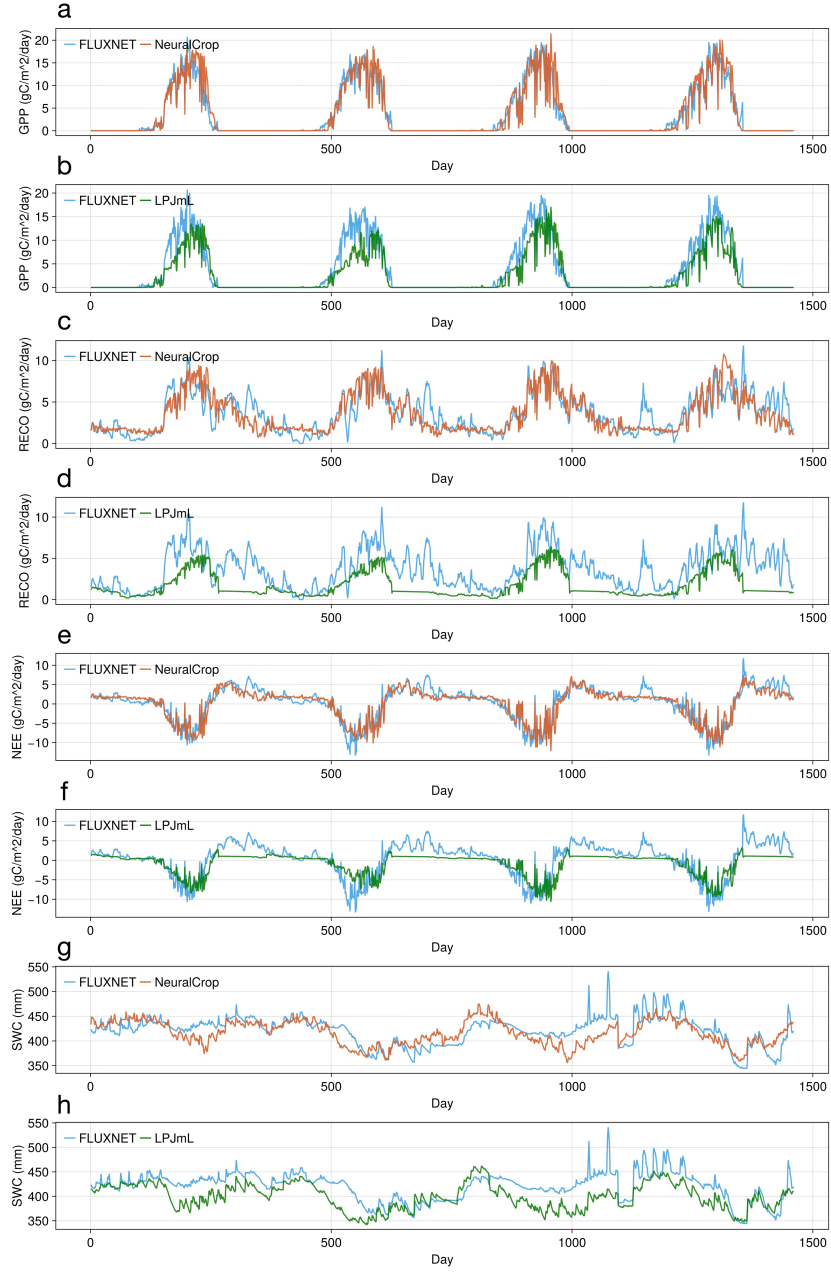 a
GPP (gC/m^2/day)
20
15
10
5
0
FLUXNET NeuralCrop
0 500 1000 1500
Day
b
GPP (gC/m^2/day)
20
15
10
5
0
FLUXNET LPJmL
0 500 1000 1500
Day
c
RECO (gC/m^2/day)
10
5
0
FLUXNET NeuralCrop
0 500 1000 1500
Day
d
RECO (gC/m^2/day)
10
5
0
FLUXNET LPJmL
0 500 1000 1500
Day
e
NEE (gC/m^2/day)
10
5
0
−5
−10
FLUXNET NeuralCrop
0 500 1000 1500
Day
f
NEE (gC/m^2/day)
10
5
0
−5
−10
FLUXNET LPJmL
0 500 1000 1500
Day
g
SWC (mm)
550
500
450
400
350
FLUXNET NeuralCrop
0 500 1000 1500
Day
h
SWC (mm)
550
500
450
400
350
FLUXNET LPJmL
0 500 1000 1500
Day